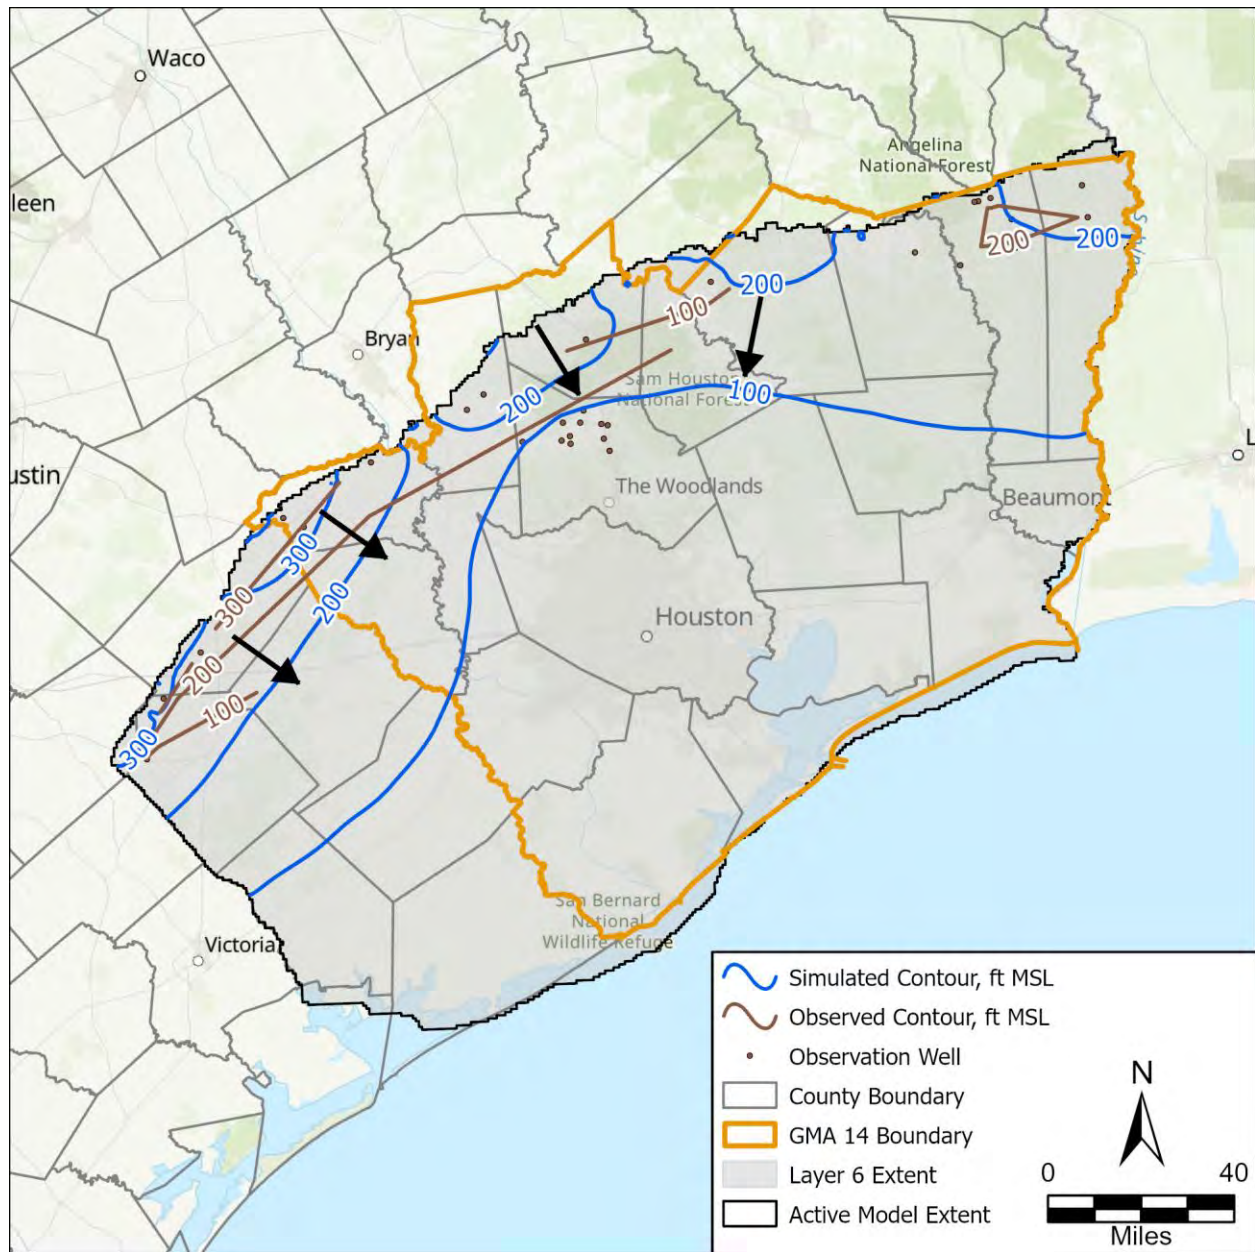 Waco
Angelina
National Forest
leen
200
200
200
100
Bryan
Sam Houston
National Forest
200
100
ustin
L
The Woodlands
Beaumont
300
300
200
Houston
200
100
300
San Bernard
National
Wildlife Refuge
Victoria
Simulated Contour, ft MSL
Observed Contour, ft MSL
Observation Well
County Boundary
GMA 14 Boundary
Layer 6 Extent
Active Model Extent
N
0 40
Miles